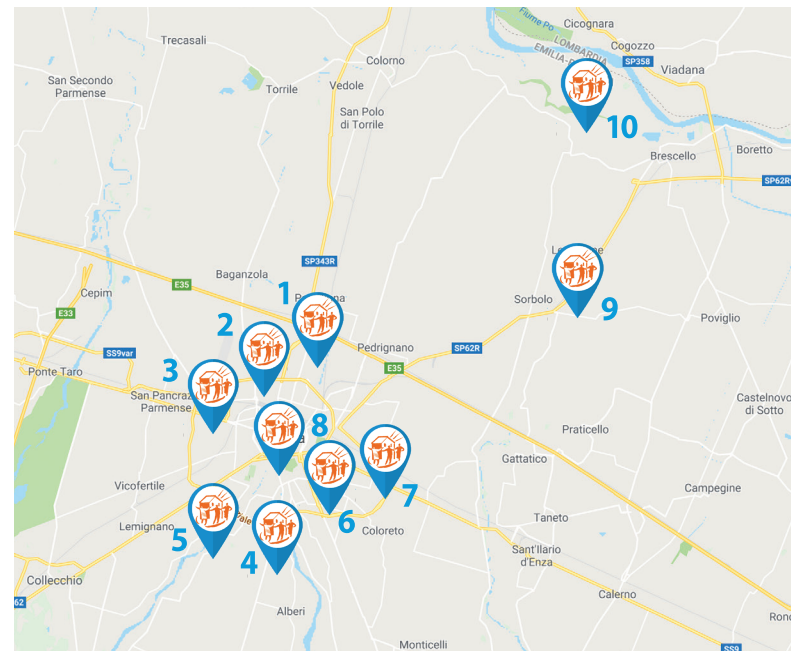 Fiume Po
Cicognara
Trecasali
LOMBARDIA
Cogozzo
Colorno
SP358
Viadana
San Secondo
Parmense
Torrile
Vedole
San Polo
di Torrile
10
Boretto
Brescello
SP343R
Baganzola
E35
Cepim
1
Sorbolo
9
E33
2
Poviglio
SS9var
Pedrignano
SP62R
E35
Ponte Taro
3
San Pancraz
Parmense
Castelnovo
di Sotto
8
Praticello
Gattatico
7
Vicofertile
Campegine
Lemignano
5
6
Coloreto
Taneto
4
Sant'Ilario
d'Enza
Collecchio
Calerno
62
Alberi
Monticelli
SS9